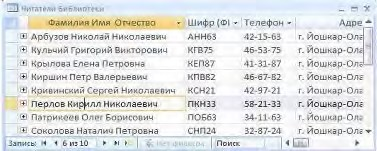 Читатели Библиотеки
Фамилия Имя Отчество Шифр (Ф) Телефон Адре
Арбузов Николай Николаевич АНН63 42-15-63 г. Йошкар-Ола
Кульчий Григорий Викторович КГВ75 46-53-75 г. Йошкар-Ола
Крылова Елена Петровна КЕП87 41-31-87 г. Йошкар-Ола
Киршин Петр Валерьевич КПВ82 46-67-82 г. Йошкар-Ола
Кривинский Сергей Николаевич КСН21 42-97-21 г. Йошкар-Ола
Перлов Кирилл Николаевич ПКН33 58-21-33 г. Йошкар-Ола
Патрикеев Олег Борисович ПОБ63 34-11-63 г. Йошкар-Ола
Соколова Наталия Петровна СНП24 32-87-24 г. Йошкар-Ола
Запись: 6 из 10 Нет фильтра Поиск